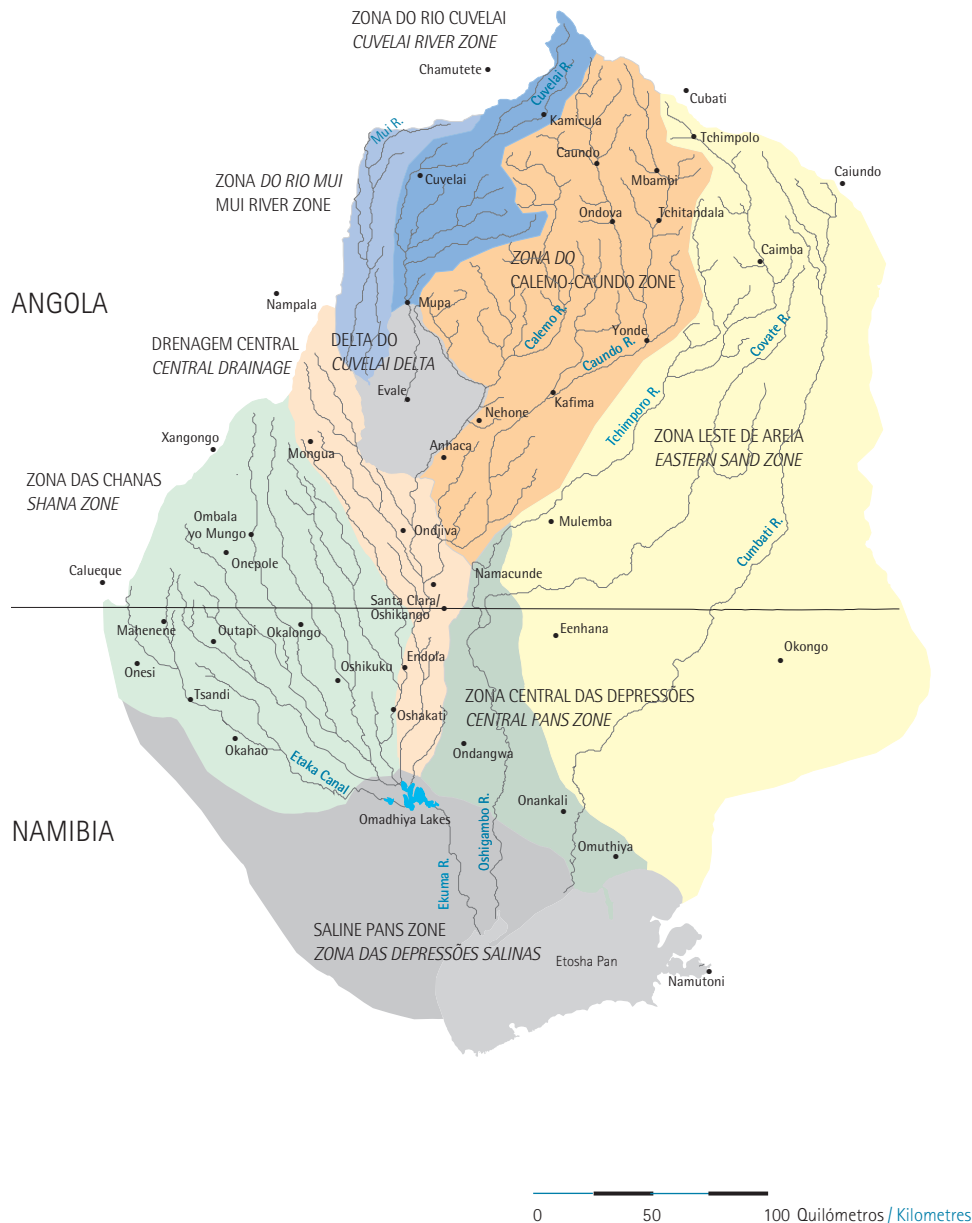 ZONA DO RIO CUVELAI
CUVELAI RIVER ZONE
Chamutete
Cuvelai R.
Cubati
Kamicula
Mui R.
Tchimpolo
Caundo
Cuvelai
Mbambi
Caiundo
ZONA DO RIO MUI
MUI RIVER ZONE
Ondova
Tchitandala
ZONA DO
CALEMO-CAUNDO ZONE
Caimba
ANGOLA
Nampala
Mupa
Calemo R.
Yonde
Covate R.
DRENAGEM CENTRAL
CENTRAL DRAINAGE
DELTA DO
CUVELAI DELTA
Caundo R.
Evale
Kafima
Nehone
Tchimporo R.
Xangongo
Mongua
Anhaca
ZONA LESTE DE AREIA
EASTERN SAND ZONE
ZONA DAS CHANAS
SHANA ZONE
Ombala
yo Mungo
Ondjiva
Mulemba
Cumbati R.
Onepole
Calueque
Namacunde
Santa Clara/
Oshikango
Mahenene
Outapi
Okalongo
Eenhana
Okongo
Onesi
Oshikuku
Endola
Tsandi
Oshakati
ZONA CENTRAL DAS DEPRESSÕES
CENTRAL PANS ZONE
Okahao
Ondangwa
Etaka Canal
Omadhiya Lakes
Onankali
NAMIBIA
Oshigambo R.
Omuthiya
Ekuma R.
SALINE PANS ZONE
ZONA DAS DEPRESSÕES SALINAS
Etosha Pan
Namutoni
0 50 100 Quilómetros / Kilometres